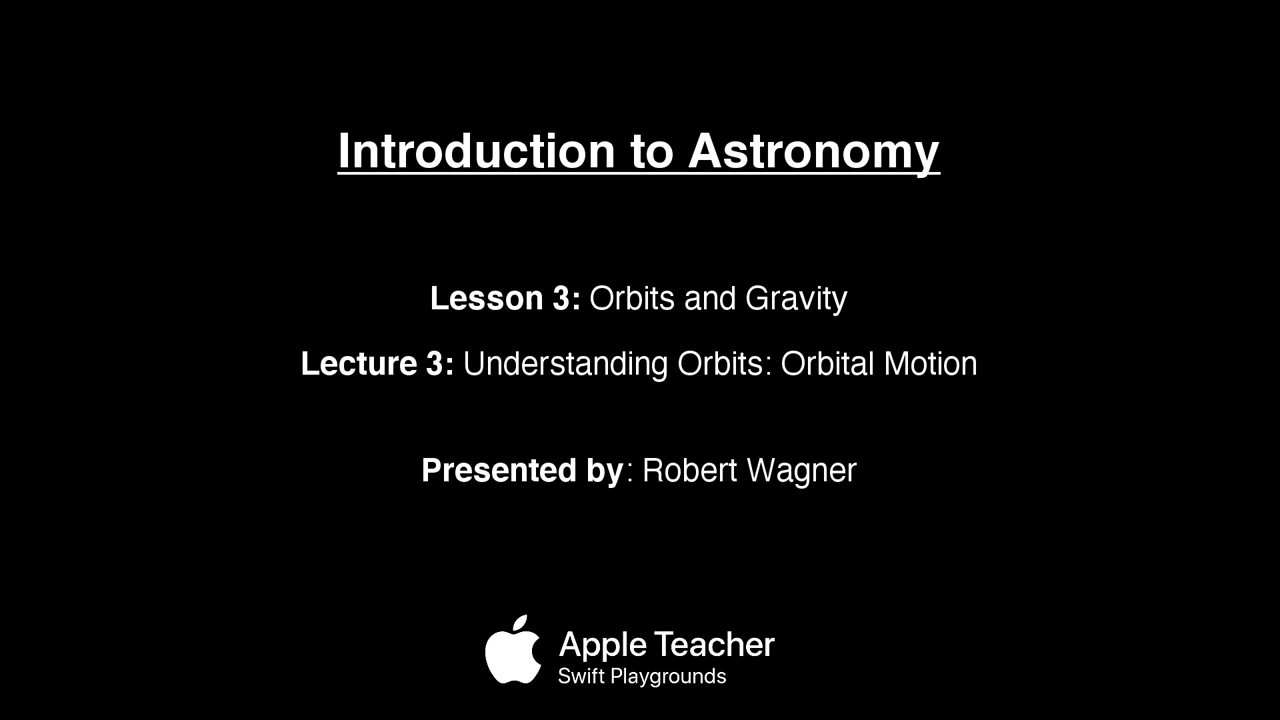 Introduction to Astronomy
Lesson 3: Orbits and Gravity
Lecture 3: Understanding Orbits: Orbital Motion
Presented by: Robert Wagner
Apple Teacher
Swift Playgrounds